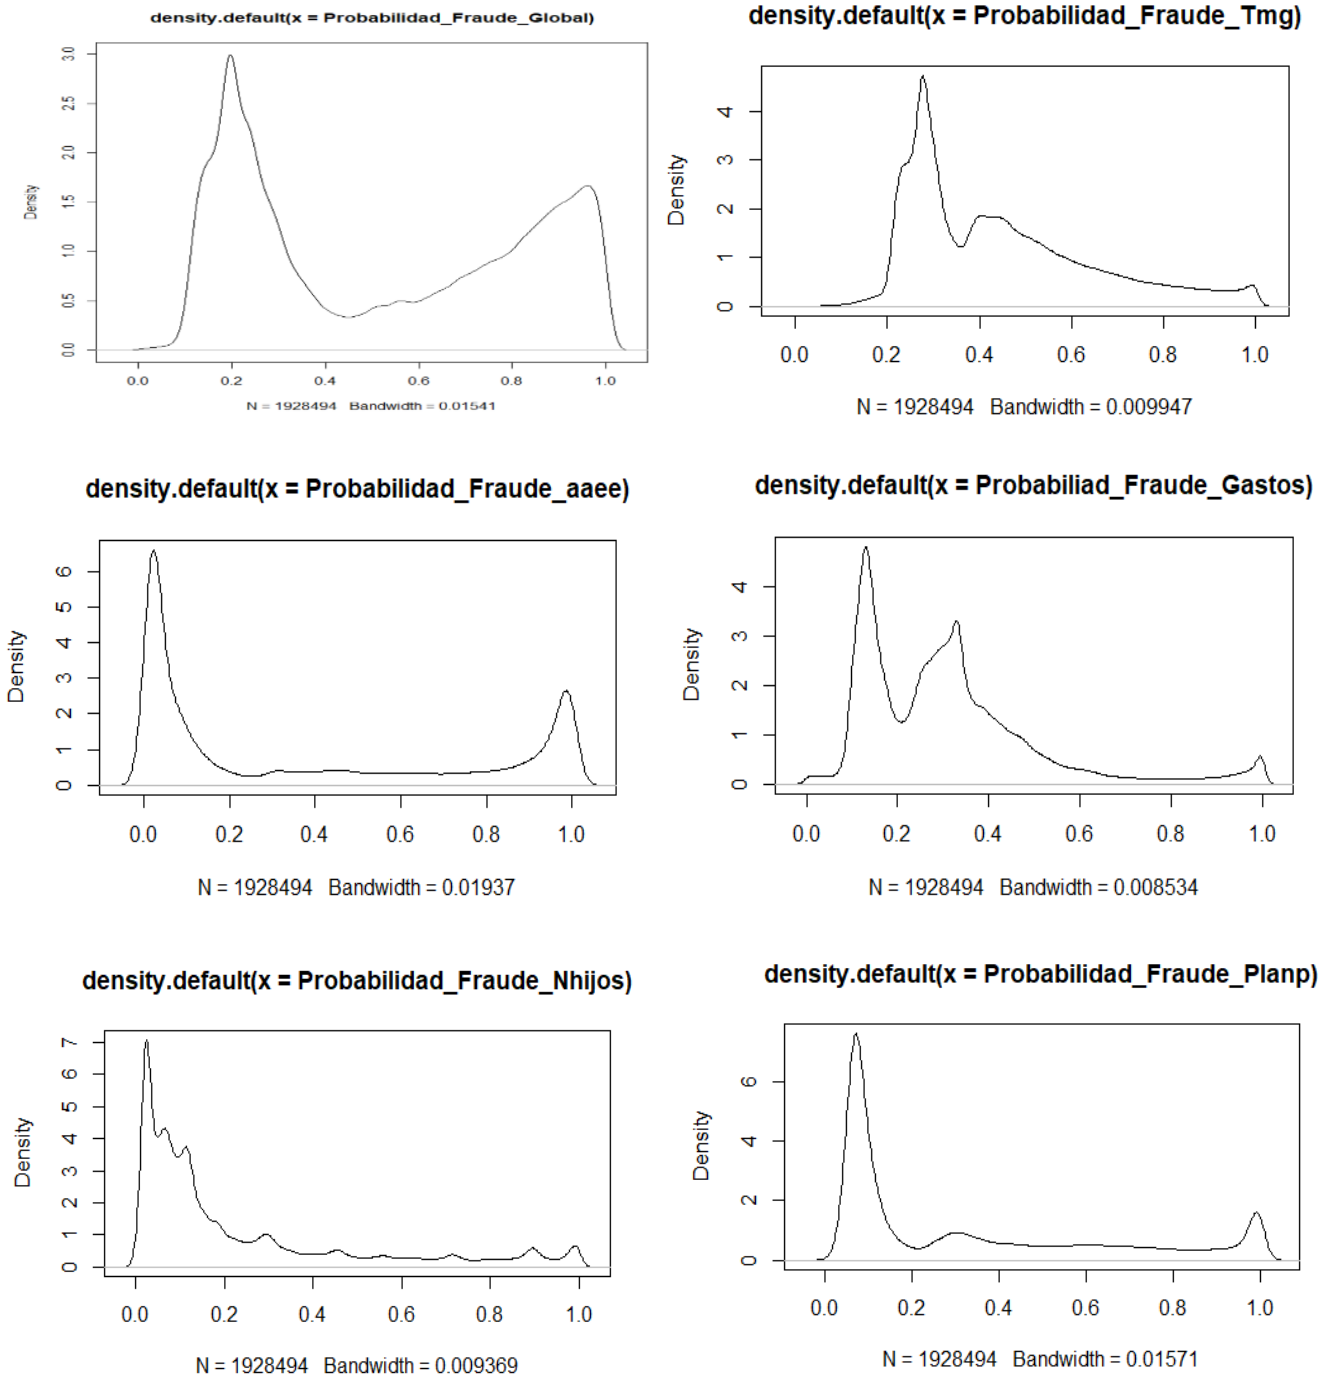 density.default(x = Probabilidad_Fraude_Global)
Density
0.0 0.5 1.0 1.5 2.0 2.5 3.0
0.0 0.2 0.4 0.6 0.8 1.0
N = 1928494 Bandwidth = 0.01541
density.default(x = Probabilidad_Fraude_Tmg)
Density
0 1 2 3 4
0.0 0.2 0.4 0.6 0.8 1.0
N = 1928494 Bandwidth = 0.009947
density.default(x = Probabilidad_Fraude_aaee)
Density
0 1 2 3 4 5 6
0.0 0.2 0.4 0.6 0.8 1.0
N = 1928494 Bandwidth = 0.01937
density.default(x = Probabiliad_Fraude_Gastos)
Density
0 1 2 3 4
0.0 0.2 0.4 0.6 0.8 1.0
N = 1928494 Bandwidth = 0.008534
density.default(x = Probabilidad_Fraude_Nhijos)
Density
0 1 2 3 4 5 6 7
0.0 0.2 0.4 0.6 0.8 1.0
N = 1928494 Bandwidth = 0.009369
density.default(x = Probabilidad_Fraude_Planp)
Density
0 2 4 6
0.0 0.2 0.4 0.6 0.8 1.0
N = 1928494 Bandwidth = 0.01571